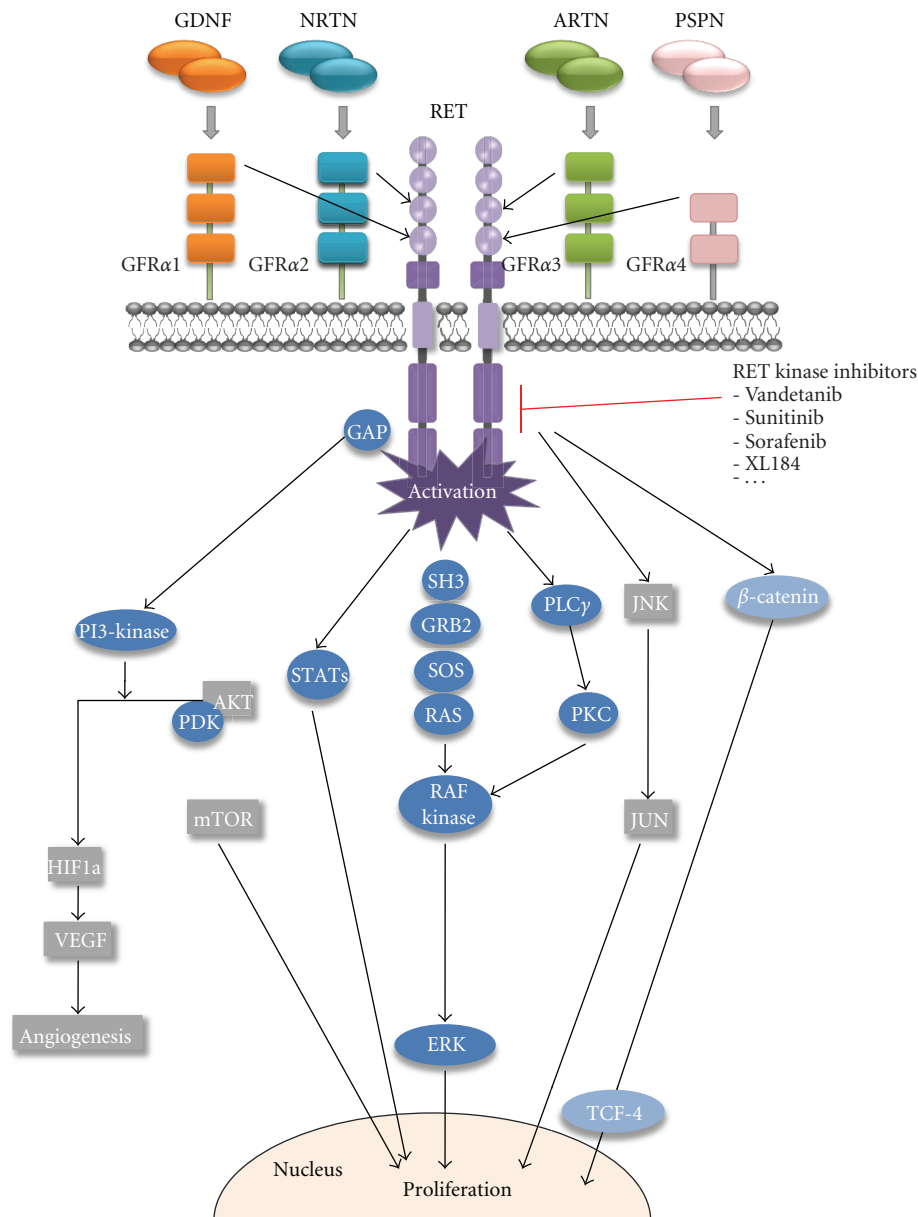 GDNF
NRTN
ARTN
PSPN
RET
GFRα1
GFRα2
GFRα3
GFRα4
RET kinase inhibitors
- Vandetanib
- Sunitinib
- Sorafenib
- XL184
- ...
GAP
Activation
SH3
GRB2
SOS
RAS
RAF
kinase
PLCγ
PKC
JNK
JUN
β-catenin
PI3-kinase
STATs
AKT
PDK
mTOR
HIF1a
VEGF
Angiogenesis
ERK
TCF-4
Nucleus
Proliferation